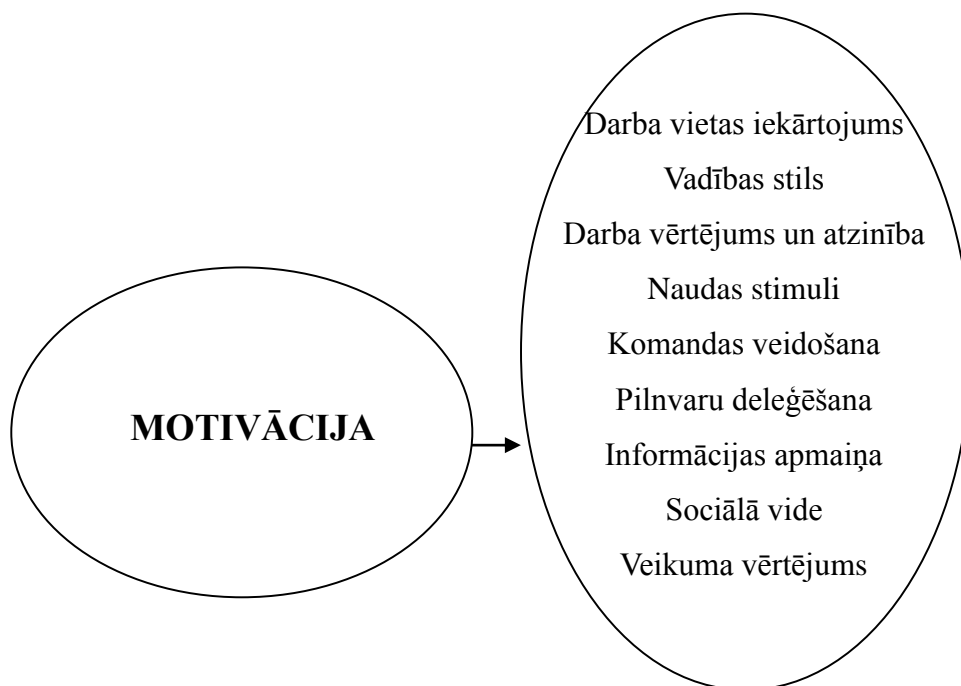 Darba vietas iekārtojums
Vadības stils
Darba vērtējums un atzinība
Naudas stimuli
Komandas veidošana
Pilnvaru deleģēšana
Informācijas apmaiņa
Sociālā vide
Veikuma vērtējums
MOTIVĀCIJA